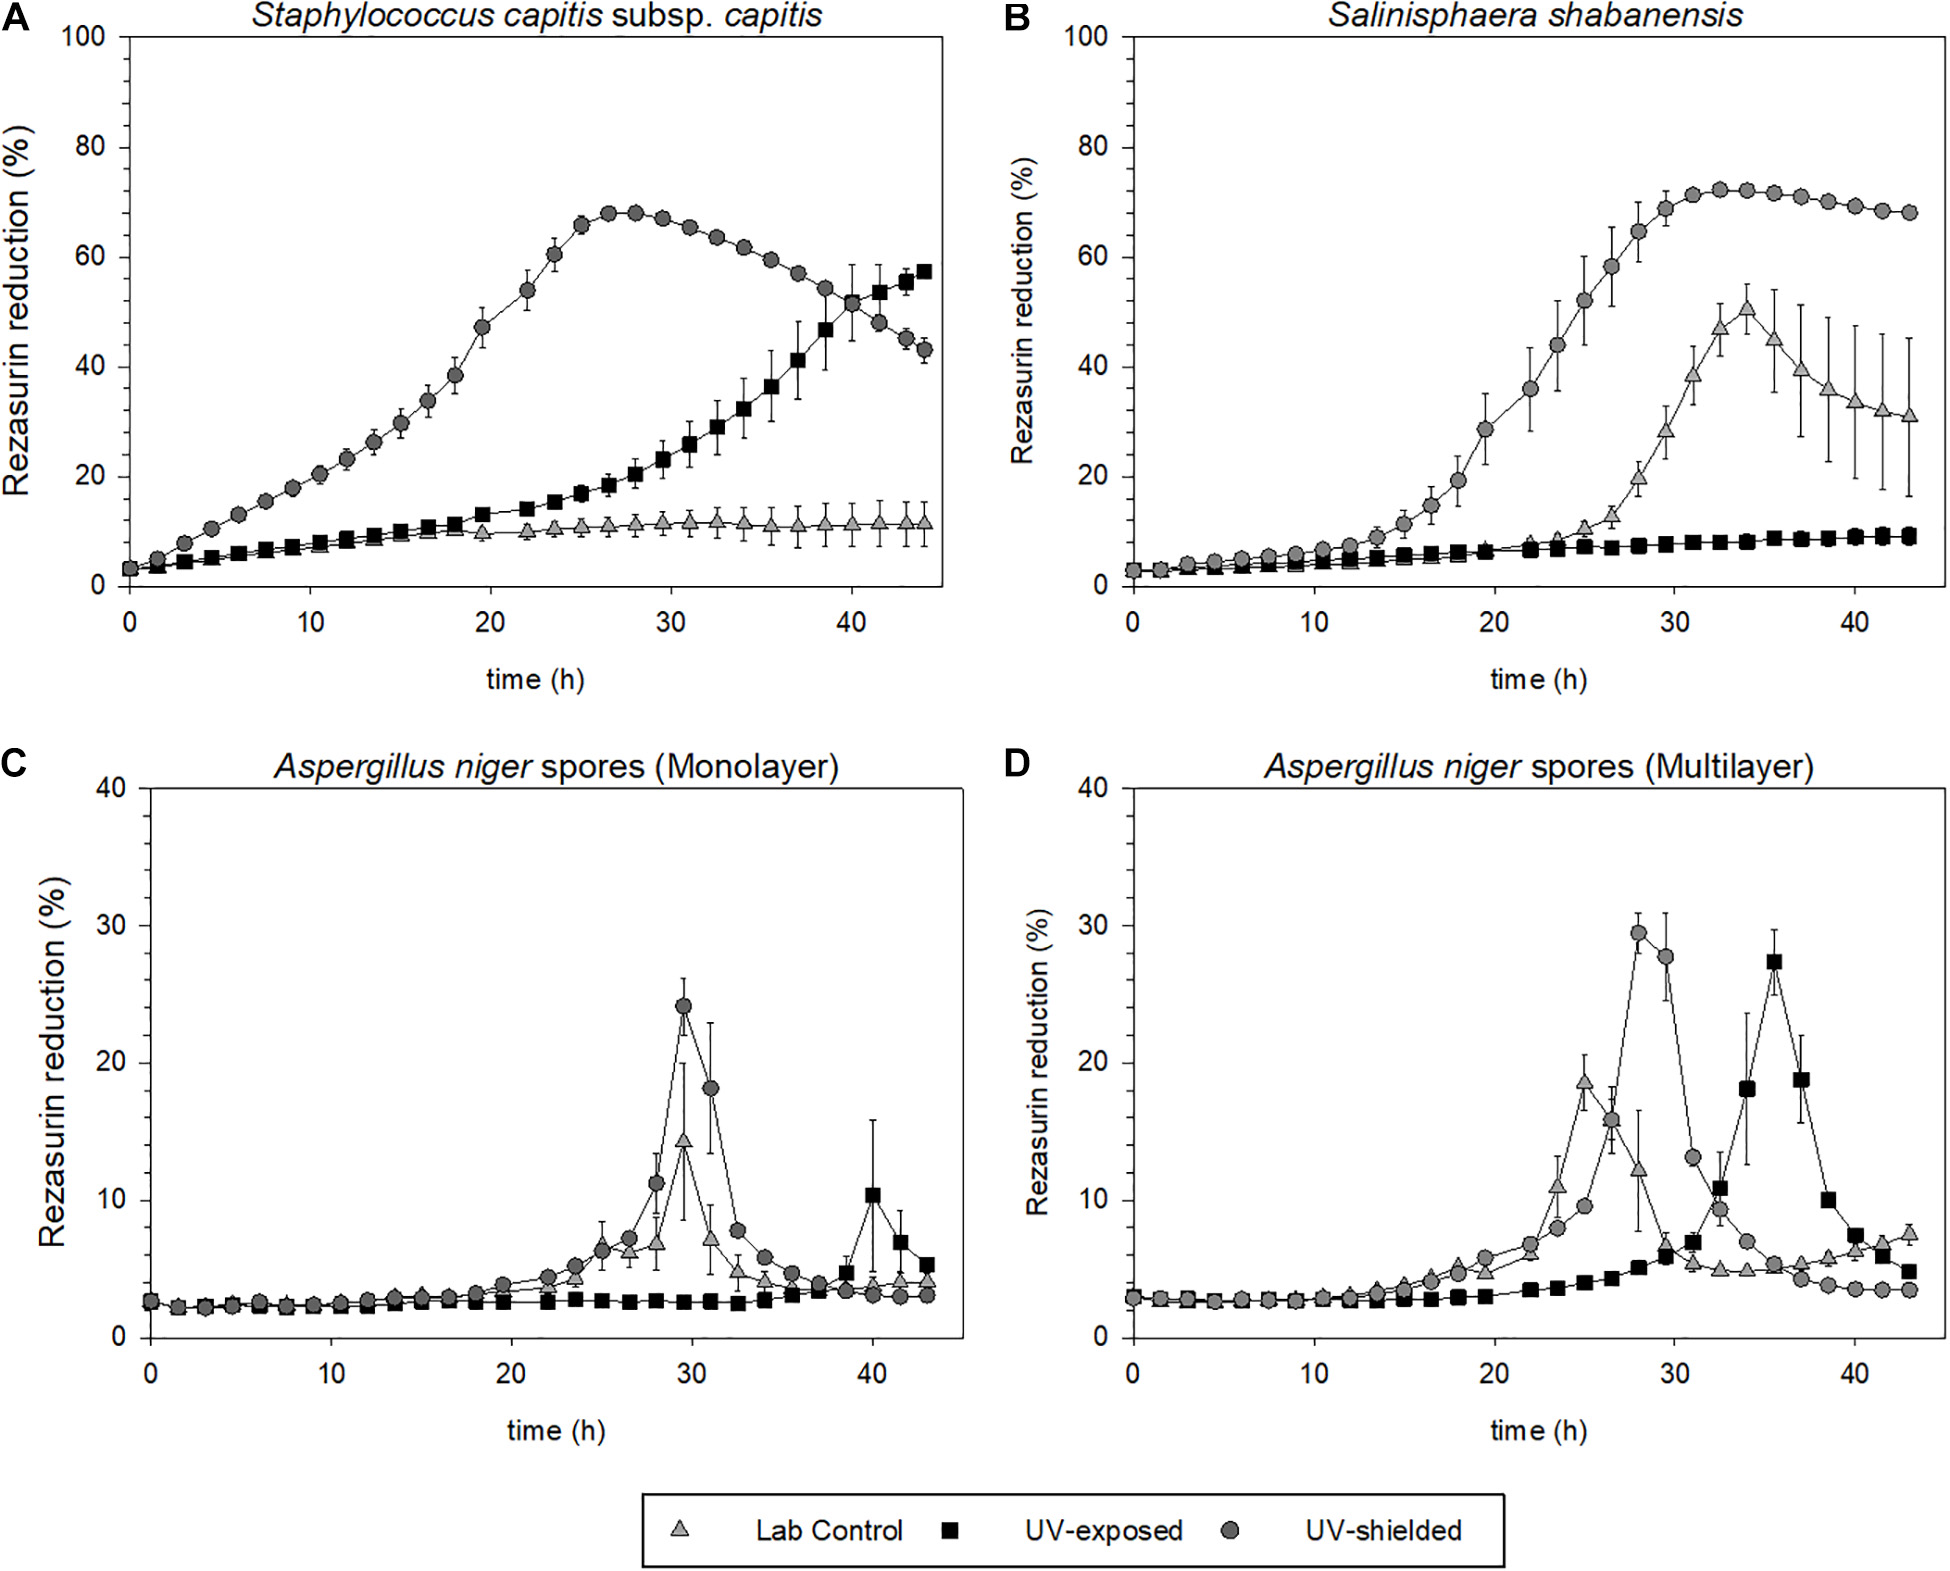 A
Staphylococcus capitis subsp. capitis
Rezasurin reduction (%)
100
80
60
40
20
0
0 10 20 30 40
time (h)
B
Salinisphaera shabanensis
Rezasurin reduction (%)
100
80
60
40
20
0
0 10 20 30 40
time (h)
C
Aspergillus niger spores (Monolayer)
Rezasurin reduction (%)
40
30
20
10
0
0 10 20 30 40
time (h)
D
Aspergillus niger spores (Multilayer)
Rezasurin reduction (%)
40
30
20
10
0
0 10 20 30 40
time (h)
Lab Control UV-exposed UV-shielded